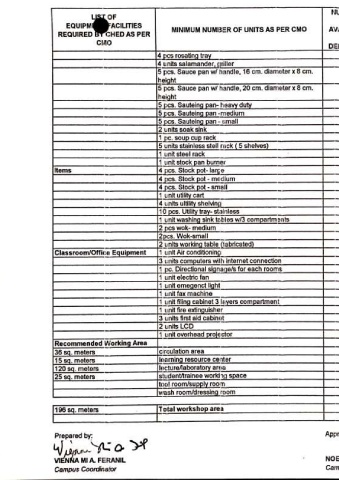 LIST OF
EQUIPMENT FACILITIES
REQUIRED BY CHED AS PER
CMO
MINIMUM NUMBER OF UNITS AS PER CMO
NU
AVA
DE
4 pcs rosating tray
4 units salamander, griller
5 pcs. Sauce pan w/ handle, 16 cm. diameter x 8 cm.
height
5 pcs. Sauce pan w/ handle, 20 cm. diameter x 8 cm.
height
5 pcs. Sauteing pan- heavy duty
5 pcs. Sauteing pan -medium
5 pcs. Sauteing pan - small
2 units soak sink
1 pc. soup cup rack
5 units stainless stell rack ( 5 shelves)
1 unit steel rack
1 unit stock pan burner
Items
4 pcs. Stock pot- large
4 pcs. Stock pot - medium
4 pcs. Stock pot - small
1 unit utility cart
4 units utility shelving
10 pcs. Utility tray- stainless
1 unit washing sink tables w/3 compartments
2 pcs wok- medium
2pcs. Wok-small
2 units working table (fabricated)
Classroom/Office Equipment
1 unit Air conditioning
3 units computers with internet connection
1 pc. Directional signage/s for each rooms
1 unit electric fan
1 unit emegenct light
1 unit fax machine
1 unit filing cabinet 3 layers compartment
1 unit fire extinguisher
3 units first aid cabinet
2 units LCD
1 unit overhead projector
Recommended Working Area
36 sq. meters circulation area
15 sq. meters learning resource center
120 sq. meters lecture/laboratory area
25 sq. meters student/trainee working space
tool room/supply room
wash room/dressing room
196 sq. meters Total workshop area
Prepared by:
VIENNA MI A. FERANIL
Campus Coordinator
Appr
NOE
Cam